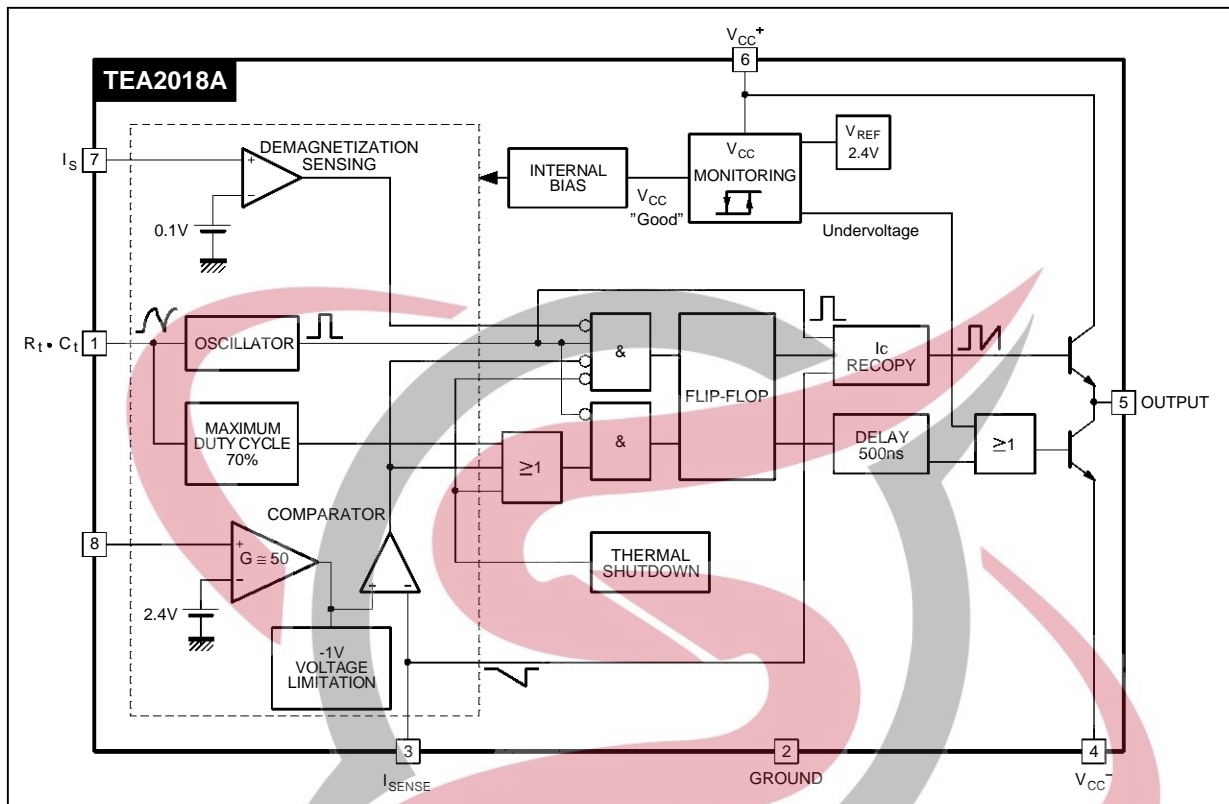 TEA2018A
VCC+
6
IS
7
DEMAGNETIZATION
SENSING
+
−
0.1V
INTERNAL
BIAS
VCC
"Good"
VCC
MONITORING
VREF
2.4V
Undervoltage
Rt • Ct
1
OSCILLATOR
MAXIMUM
DUTY CYCLE
70%
≥1
&
&
FLIP-FLOP
IC
RECOPY
DELAY
500ns
≥1
5
OUTPUT
COMPARATOR
8
+
−
G ≅ 50
2.4V
+
−
THERMAL
SHUTDOWN
-1V
VOLTAGE
LIMITATION
3
ISENSE
2
GROUND
4
VCC−